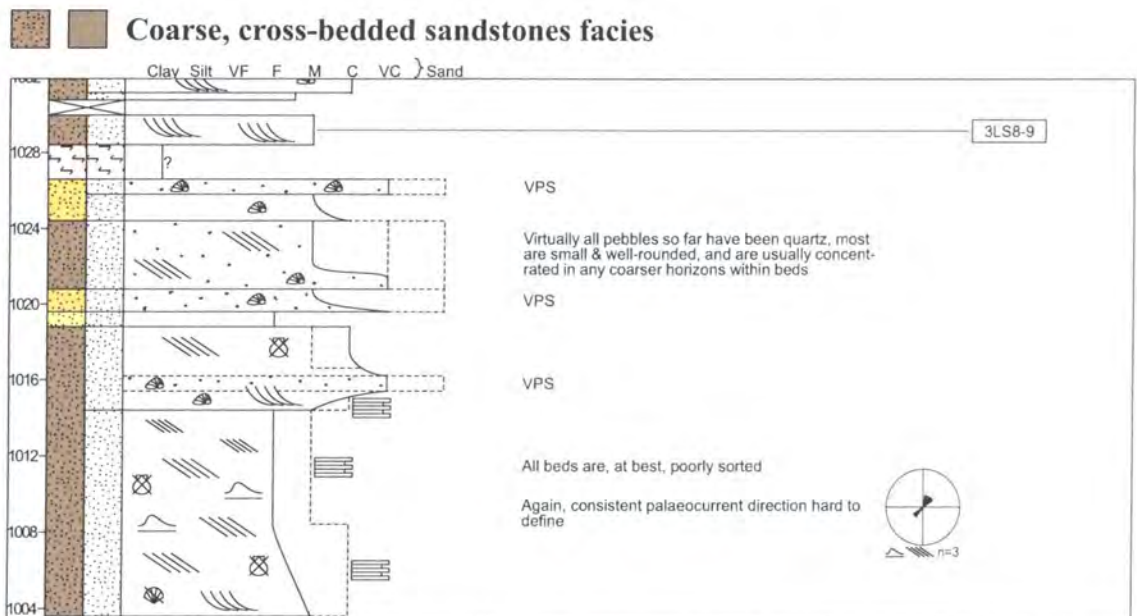 Coarse, cross-bedded sandstones facies
Clay Silt VF F M C VC } Sand
1032
3LS8-9
1028
?
VPS
1024
Virtually all pebbles so far have been quartz, most
are small & well-rounded, and are usually concent-
rated in any coarser horizons within beds
1020
VPS
1016
VPS
1012
All beds are, at best, poorly sorted
Again, consistent palaeocurrent direction hard to
define
1008
n=3
1004